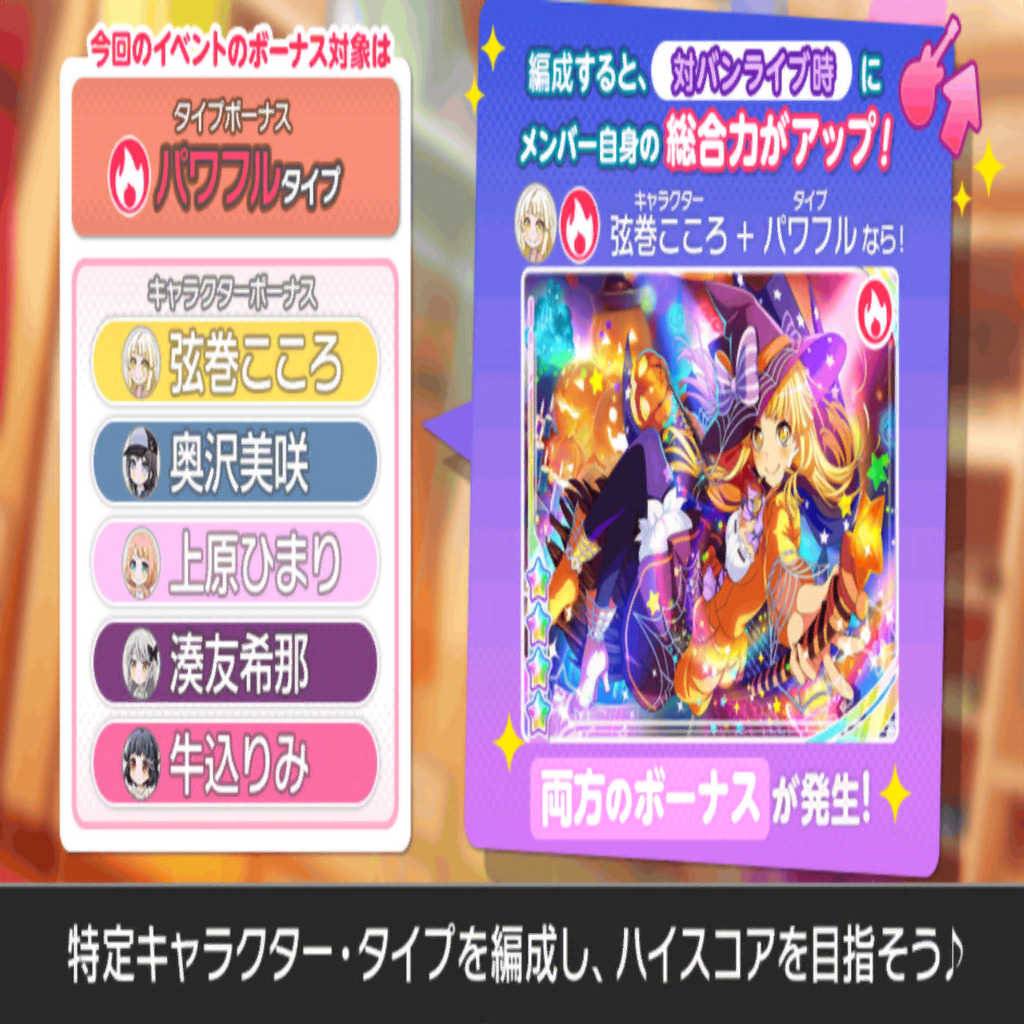 今回のイベントのボーナス対象は
タイプボーナス
パワフルタイプ
キャラクターボーナス
弦巻こころ
奥沢美咲
上原ひまり
湊友希那
牛込りみ
編成すると、対バンライブ時に
メンバー自身の総合力がアップ!
キャラクター タイプ
弦巻こころ + パワフルなら!
両方のボーナスが発生!
特定キャラクター・タイプを編成し、ハイスコアを目指そう♪